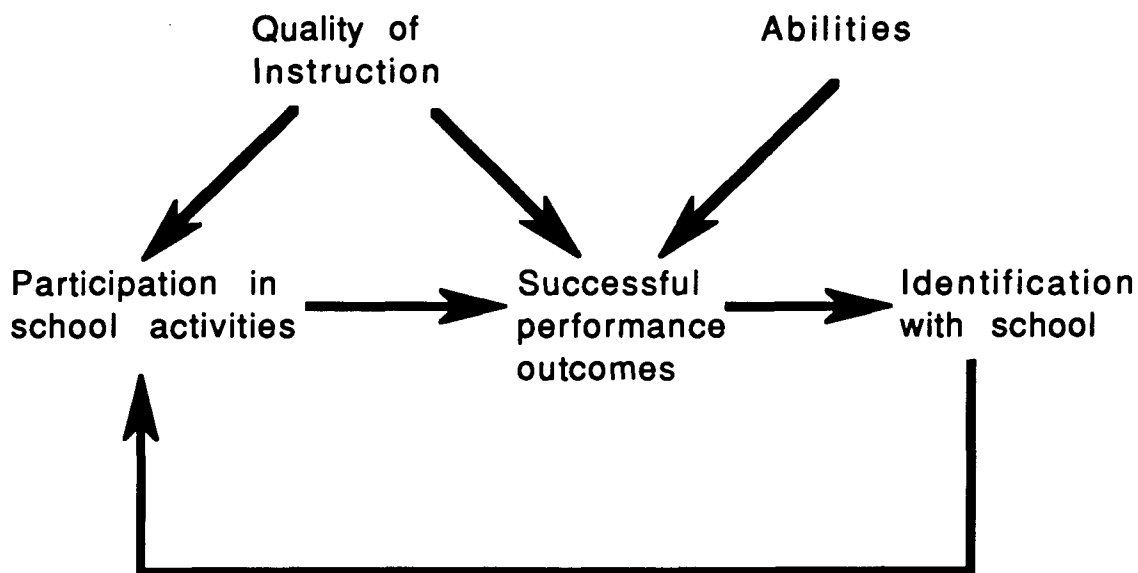 Quality of
Instruction
Abilities
Participation in
school activities
Successful
performance
outcomes
Identification
with school